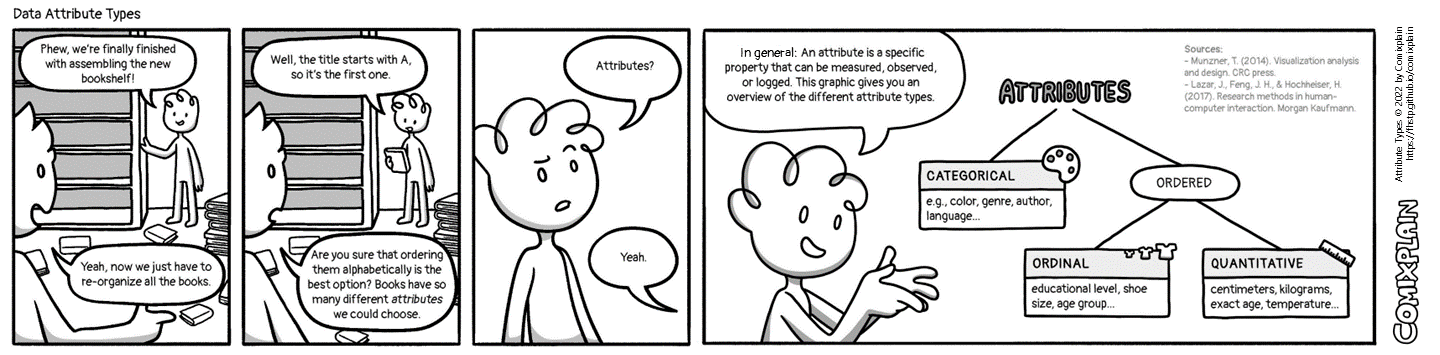 Data Attribute Types
Phew, we're finally finished
with assembling the new
bookshelf!
Yeah, now we just have to
re-organize all the books.
Well, the title starts with A,
so it's the first one.
Are you sure that ordering
them alphabetically is the
best option? Books have so
many different attributes
we could choose.
Attributes?
Yeah.
In general: An attribute is a specific
property that can be measured, observed,
or logged. This graphic gives you an
overview of the different attribute types.
Sources:
- Munzner, T. (2014). Visualization analysis
and design. CRC press.
- Lazar, J., Feng, J. H., & Hochheiser, H.
(2017). Research methods in human-
computer interaction. Morgan Kaufmann.
ATTRIBUTES
CATEGORICAL
e.g., color, genre, author,
language...
ORDERED
ORDINAL
educational level, shoe
size, age group...
QUANTITATIVE
centimeters, kilograms,
exact age, temperature...
Attribute Types © 2022 by Comixplain
https://fhstp.github.io/comixplain
COMIXPLAIN